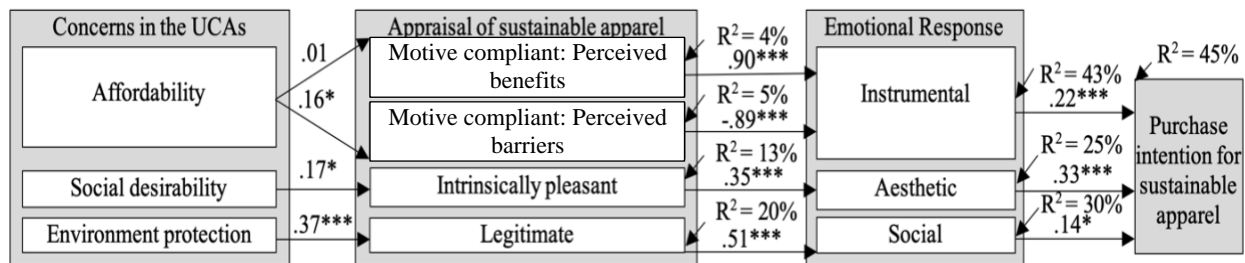 Concerns in the UCAs
Affordability
Social desirability
Environment protection
.01
.16*
.17*
.37***
Appraisal of sustainable apparel
Motive compliant: Perceived
benefits
Motive compliant: Perceived
barriers
Intrinsically pleasant
Legitimate
R² = 4%
.90***
R² = 5%
-.89***
R² = 13%
.35***
R² = 20%
.51***
Emotional Response
Instrumental
Aesthetic
Social
R² = 43%
.22***
R² = 25%
.33***
R² = 30%
.14*
R² = 45%
Purchase
intention for
sustainable
apparel